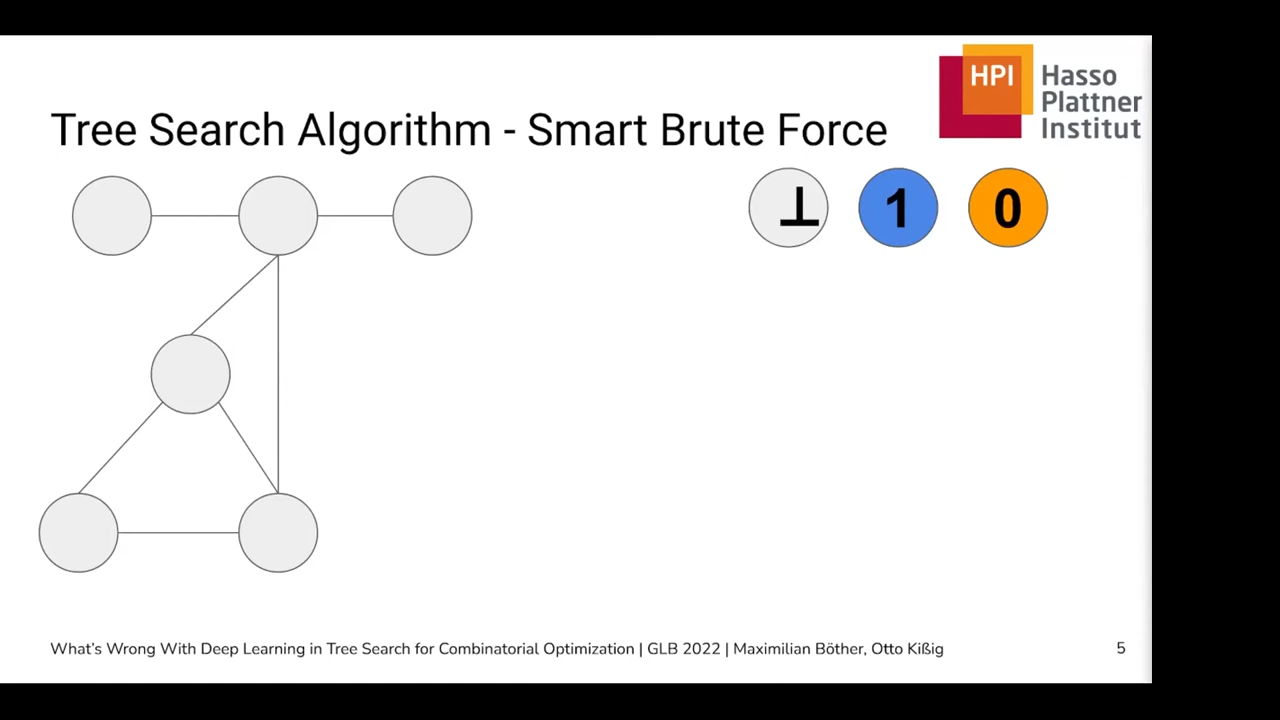 HPI Hasso
Plattner
Institut
Tree Search Algorithm - Smart Brute Force
⊥ 1 0
What's Wrong With Deep Learning in Tree Search for Combinatorial Optimization | GLB 2022 | Maximilian Böther, Otto Kißig 5